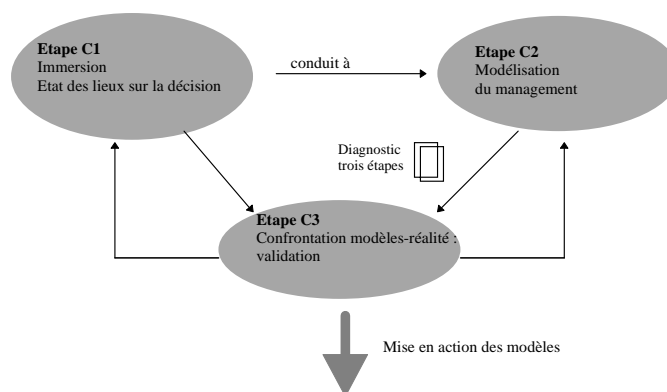 Etape C1
Immersion
Etat des lieux sur la décision
conduit à
Etape C2
Modélisation
du management
Diagnostic
trois étapes
Etape C3
Confrontation modèles-réalité :
validation
Mise en action des modèles